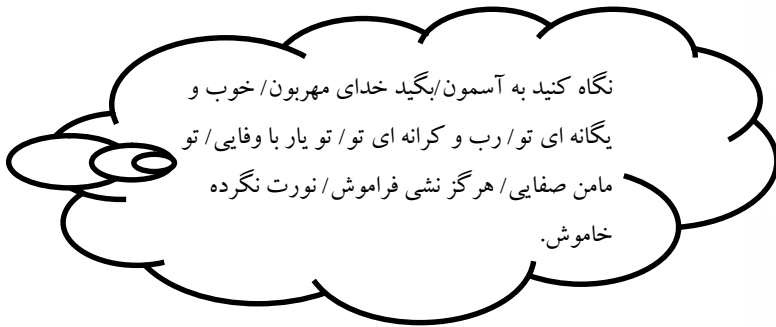 نگاه کنید به آسمون/بگید خدای مهربون/ خوب و
یگانه ای تو/ رب و کرانه ای تو/ تو یار با وفایی/ تو
مامن صفایی/ هرگز نشی فراموش/ نورت نگرده
خاموش.